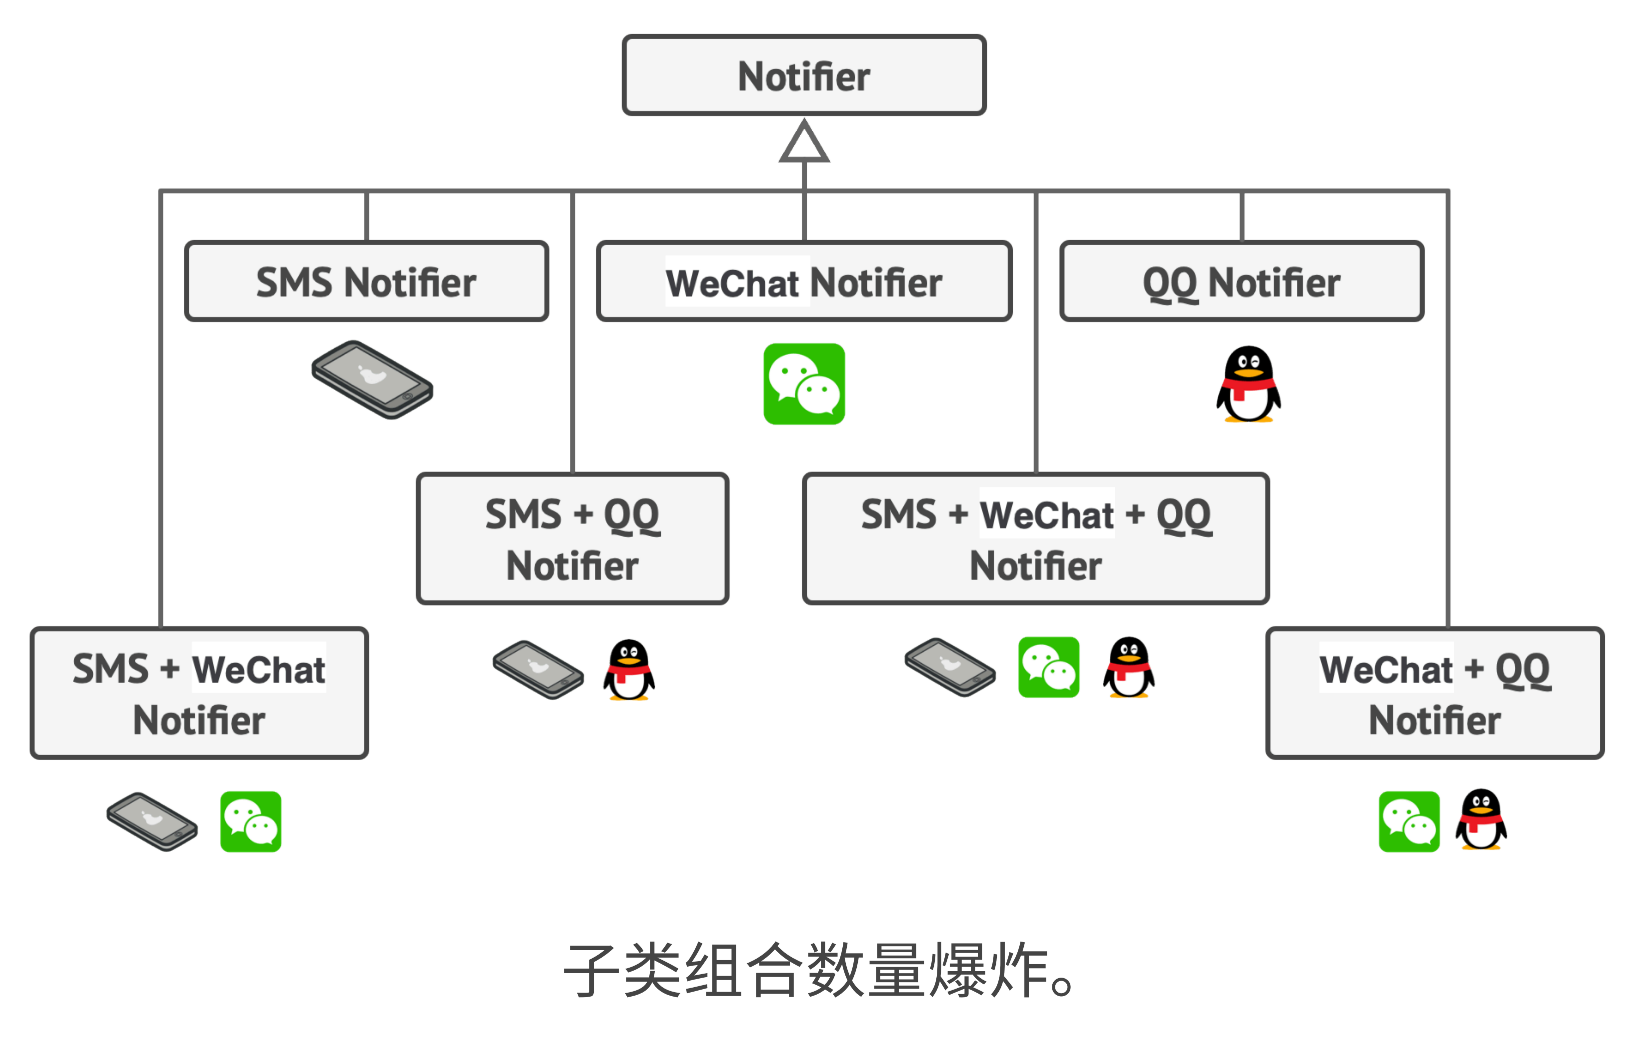 Notifier
SMS Notifier
WeChat Notifier
QQ Notifier
SMS + QQ
Notifier
SMS + WeChat + QQ
Notifier
SMS + WeChat
Notifier
WeChat + QQ
Notifier
子类组合数量爆炸。